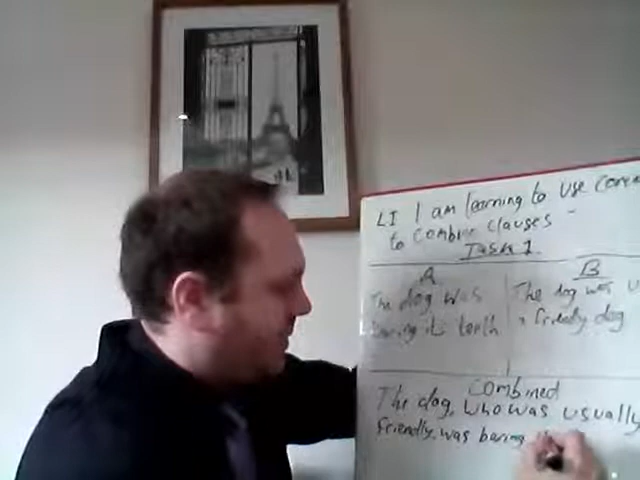 LI I am learning to use
to combine clauses -
Task 1
A
B
The dog was
The dog was
baring its teeth
a friendly dog
Combined
The dog, who was usually
friendly, was baring